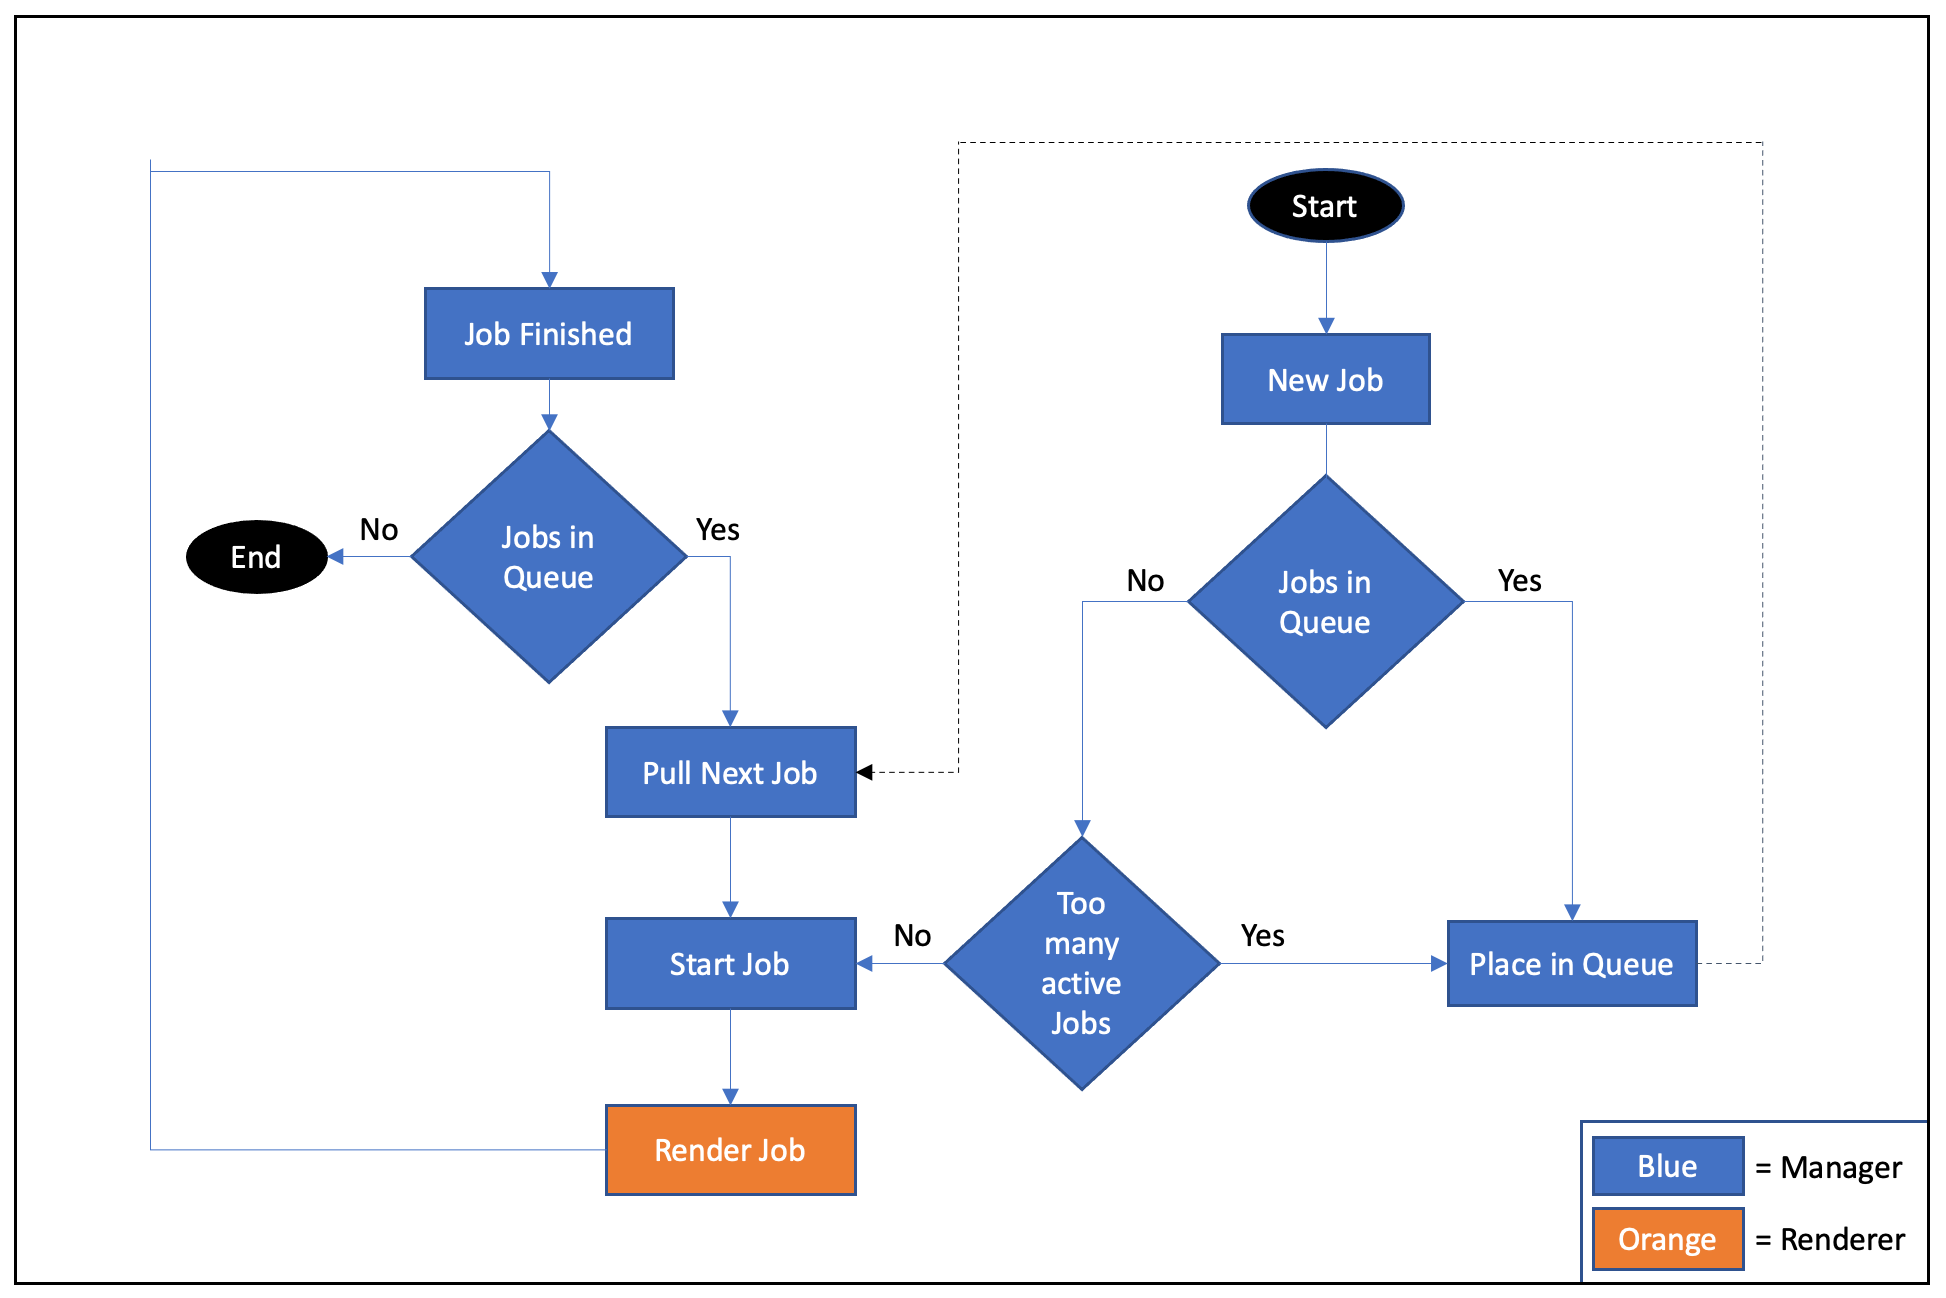 Start
Job Finished
New Job
No
Yes
Jobs in
Queue
End
No
Yes
Jobs in
Queue
Pull Next Job
Too
many
active
Jobs
No
Yes
Start Job
Place in Queue
Render Job
Blue
= Manager
Orange
= Renderer